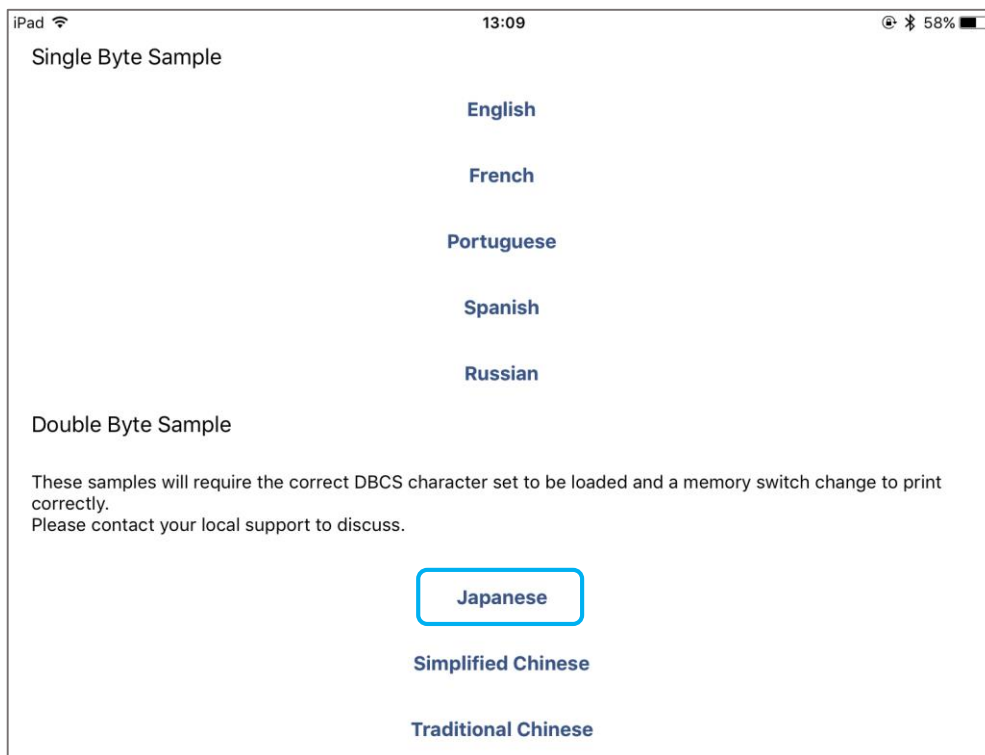 iPad 13:09 58%
Single Byte Sample
English
French
Portuguese
Spanish
Russian
Double Byte Sample
These samples will require the correct DBCS character set to be loaded and a memory switch change to print
correctly.
Please contact your local support to discuss.
Japanese
Simplified Chinese
Traditional Chinese